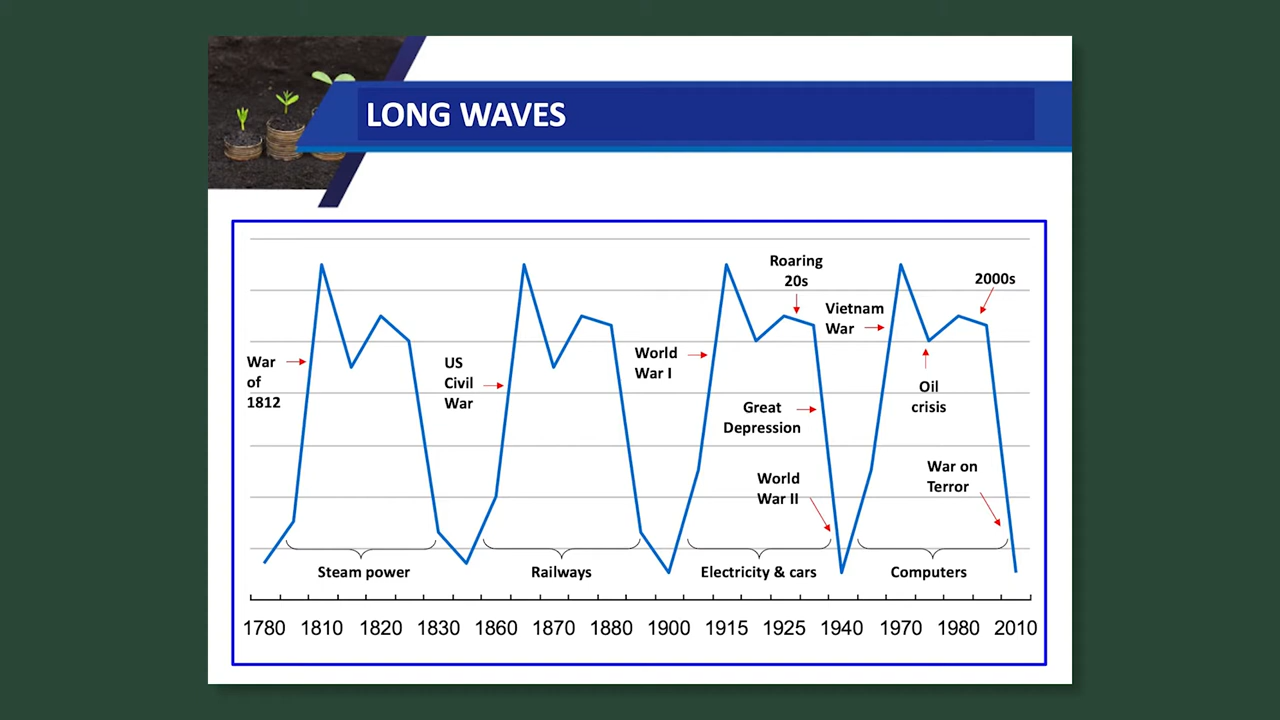 LONG WAVES
War
of
1812
US
Civil
War
World
War I
Roaring
20s
Great
Depression
World
War II
Vietnam
War
Oil
crisis
2000s
War on
Terror
Steam power
Railways
Electricity & cars
Computers
1780 1810 1820 1830 1860 1870 1880 1900 1915 1925 1940 1970 1980 2010